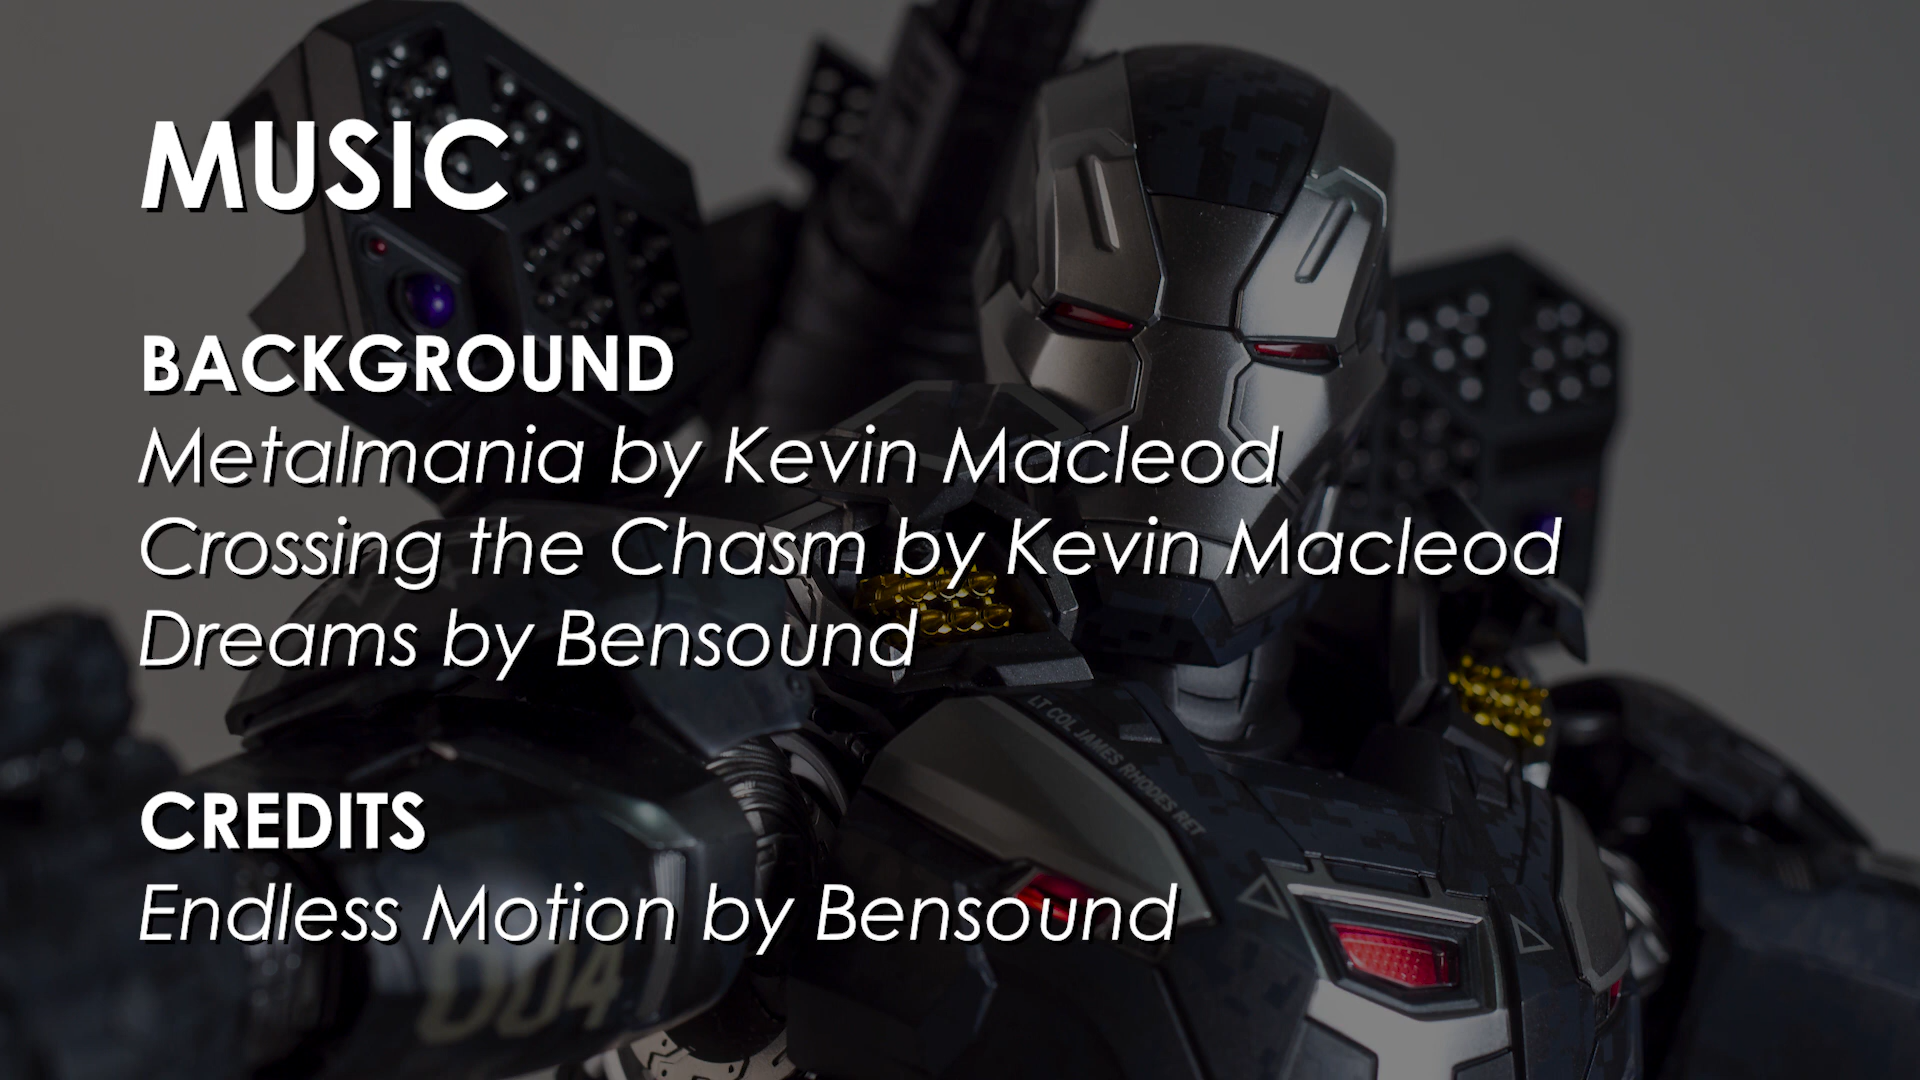 MUSIC
BACKGROUND
Metalmania by Kevin Macleod
Crossing the Chasm by Kevin Macleod
Dreams by Bensound
LT COL JAMES RHODES RET
CREDITS
Endless Motion by Bensound
004